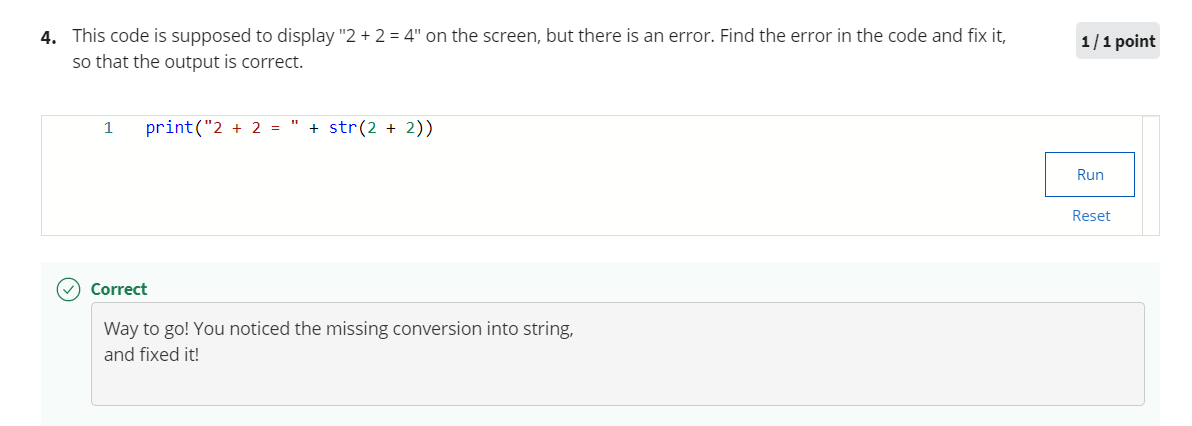 4. This code is supposed to display "2 + 2 = 4" on the screen, but there is an error. Find the error in the code and fix it,
so that the output is correct.
1 / 1 point
1 print("2 + 2 = " + str(2 + 2))
Run
Reset
Correct
Way to go! You noticed the missing conversion into string,
and fixed it!